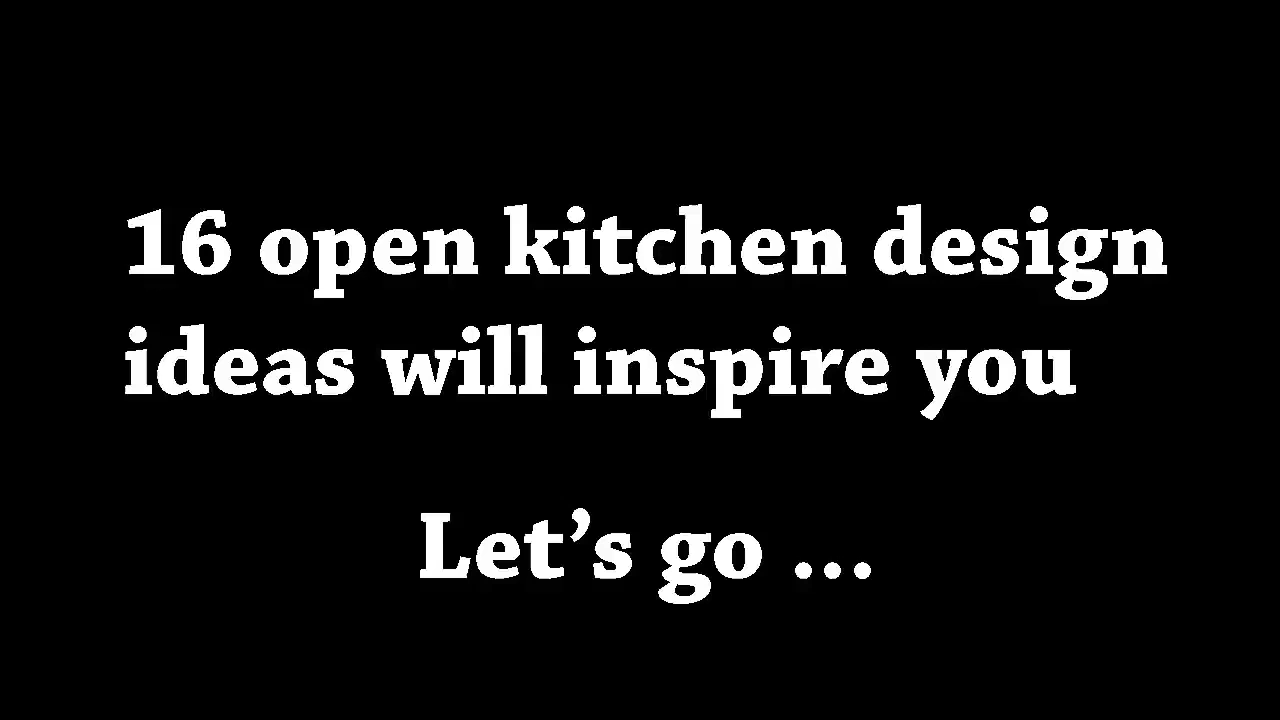 16 open kitchen design
ideas will inspire you
Let’s go ...